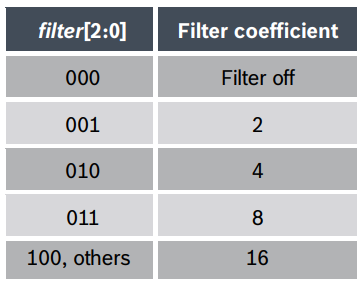 filter[2:0] Filter coefficient
000 Filter off
001 2
010 4
011 8
100, others 16